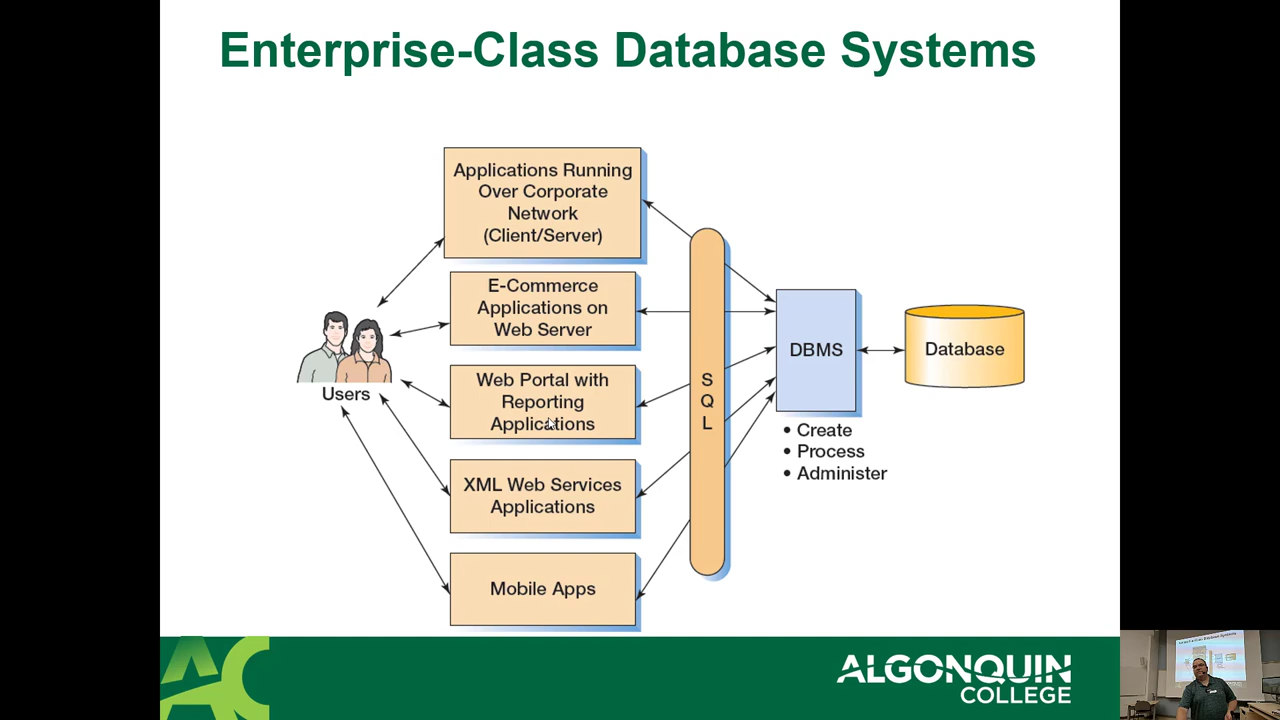 Enterprise-Class Database Systems
Applications Running
Over Corporate
Network
(Client/Server)
E-Commerce
Applications on
Web Server
Web Portal with
Reporting
Applications
XML Web Services
Applications
Mobile Apps
Users
S
Q
L
DBMS
• Create
• Process
• Administer
Database
AC
ALGONQUIN
COLLEGE